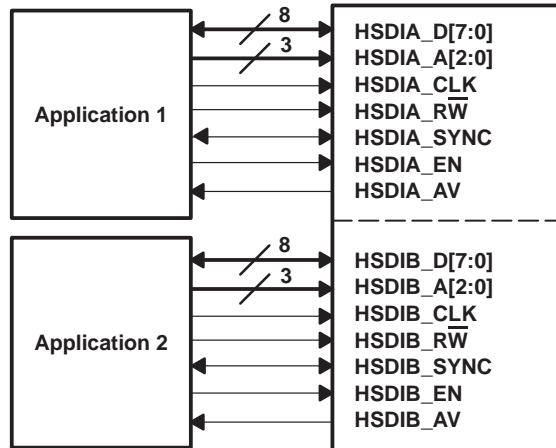 8
HSDIA_D[7:0]
3
HSDIA_A[2:0]
HSDIA_CLK
Application 1
HSDIA_RW̅
HSDIA_SYNC
HSDIA_EN
HSDIA_AV
8
HSDIB_D[7:0]
3
HSDIB_A[2:0]
HSDIB_CLK
Application 2
HSDIB_RW̅
HSDIB_SYNC
HSDIB_EN
HSDIB_AV